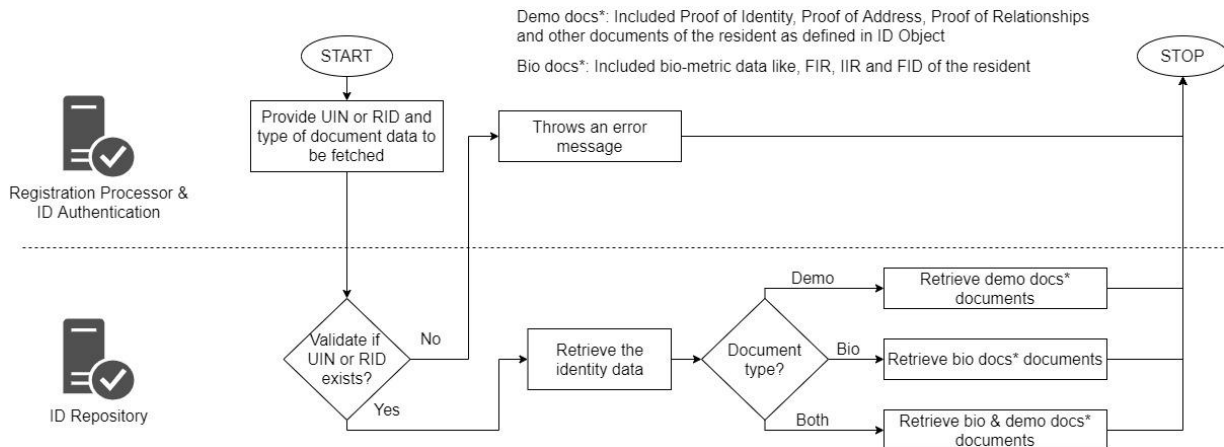 Demo docs*: Included Proof of Identity, Proof of Address, Proof of Relationships
and other documents of the resident as defined in ID Object
Bio docs*: Included bio-metric data like, FIR, IIR and FID of the resident
START
STOP
Provide UIN or RID and
type of document data to
be fetched
Throws an error
message
Registration Processor &
ID Authentication
Validate if
UIN or RID
exists?
No
Yes
Retrieve the
identity data
Document
type?
Demo
Bio
Both
Retrieve demo docs*
documents
Retrieve bio docs* documents
Retrieve bio & demo docs*
documents
ID Repository